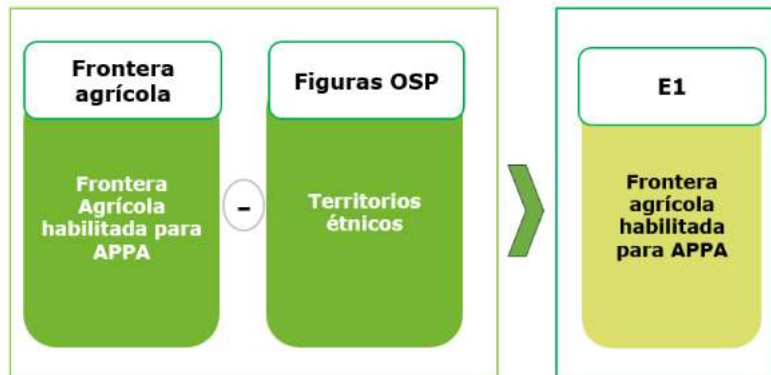 Frontera
agrícola
Frontera
Agrícola
habilitada para
APPA
-
Figuras OSP
Territorios
étnicos
E1
Frontera
agrícola
habilitada
para APPA